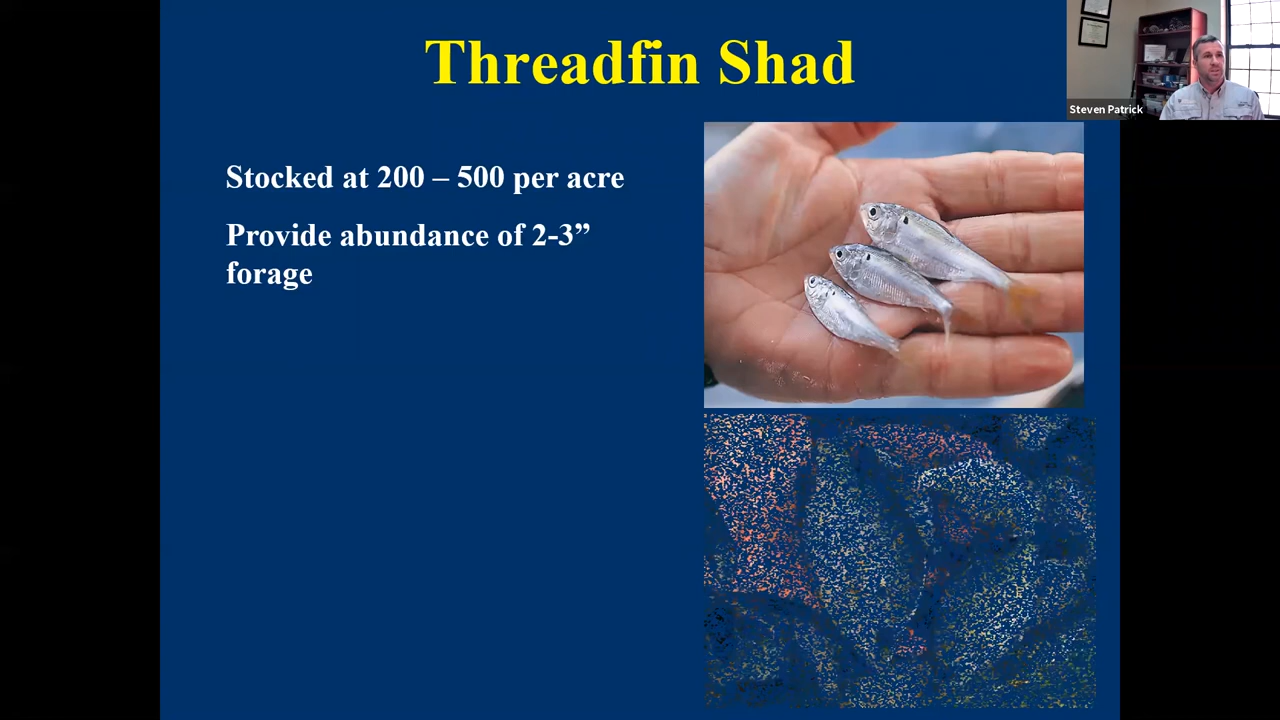 Threadfin Shad
Steven Patrick
Stocked at 200 – 500 per acre
Provide abundance of 2-3”
forage